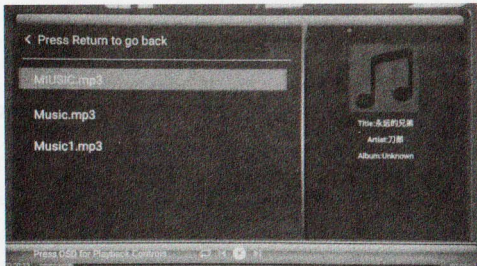 Press Return to go back
MIUSIC.mp3
Music.mp3
Music1.mp3
Title:永远的兄弟
Artist:刀郎
Album:Unknown
Press OSD for Playback Controls